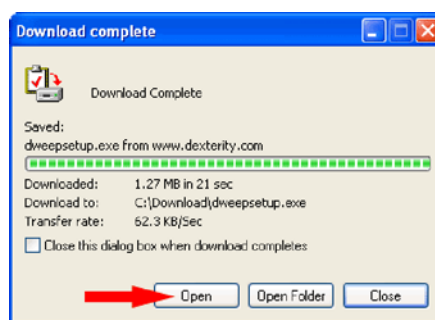 Download complete
Download Complete
Saved:
dweepsetup.exe from www.dexterity.com
Downloaded: 1.27 MB in 21 sec
Download to: C:\Download\dweepsetup.exe
Transfer rate: 62.3 KB/Sec
Close this dialog box when download completes
Open Open Folder Close